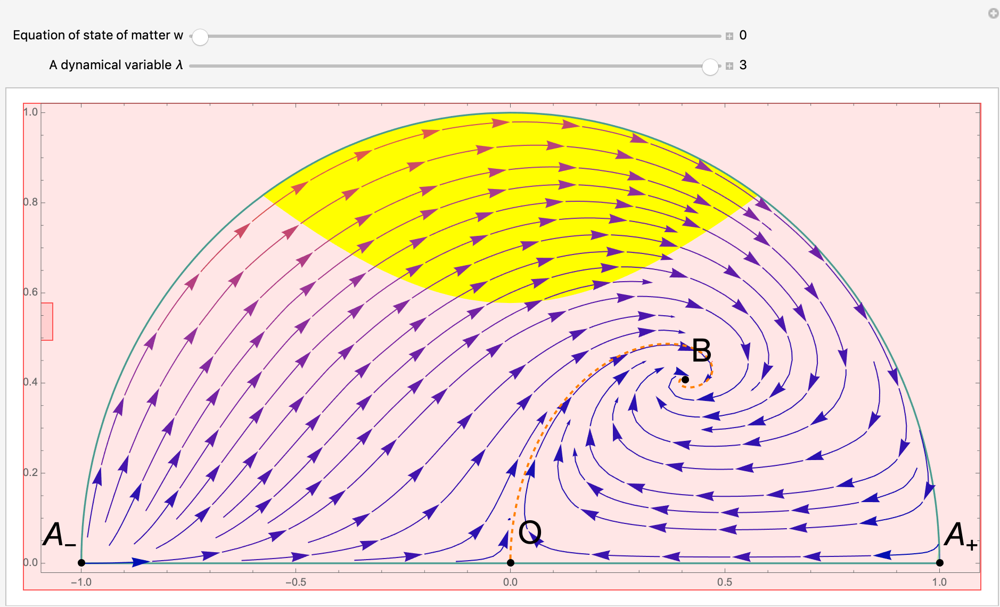 Equation of state of matter w 0
A dynamical variable λ 3
1.0
0.8
0.6
0.4
0.2
0.0
B
O
A−
A+
−1.0 −0.5 0.0 0.5 1.0